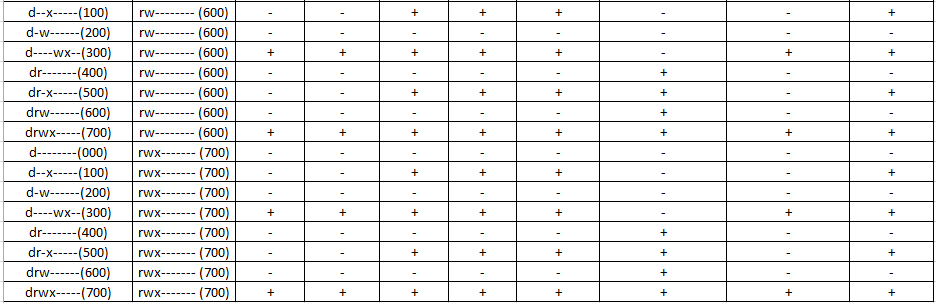 d--x-----(100) rw-------- (600) - - + + + - - +
d-w------(200) rw-------- (600) - - - - - - - -
d----wx--(300) rw-------- (600) + + + + + - + +
dr-------(400) rw-------- (600) - - - - - + - -
dr-x-----(500) rw-------- (600) - - + + + + - +
drw------(600) rw-------- (600) - - - - - + - -
drwx-----(700) rw-------- (600) + + + + + + + +
d--------(000) rwx------- (700) - - - - - - - -
d--x-----(100) rwx------- (700) - - + + + - - +
d-w------(200) rwx------- (700) - - - - - - - -
d----wx--(300) rwx------- (700) + + + + + - + +
dr-------(400) rwx------- (700) - - - - - + - -
dr-x-----(500) rwx------- (700) - - + + + + - +
drw------(600) rwx------- (700) - - - - - + - -
drwx-----(700) rwx------- (700) + + + + + + + +